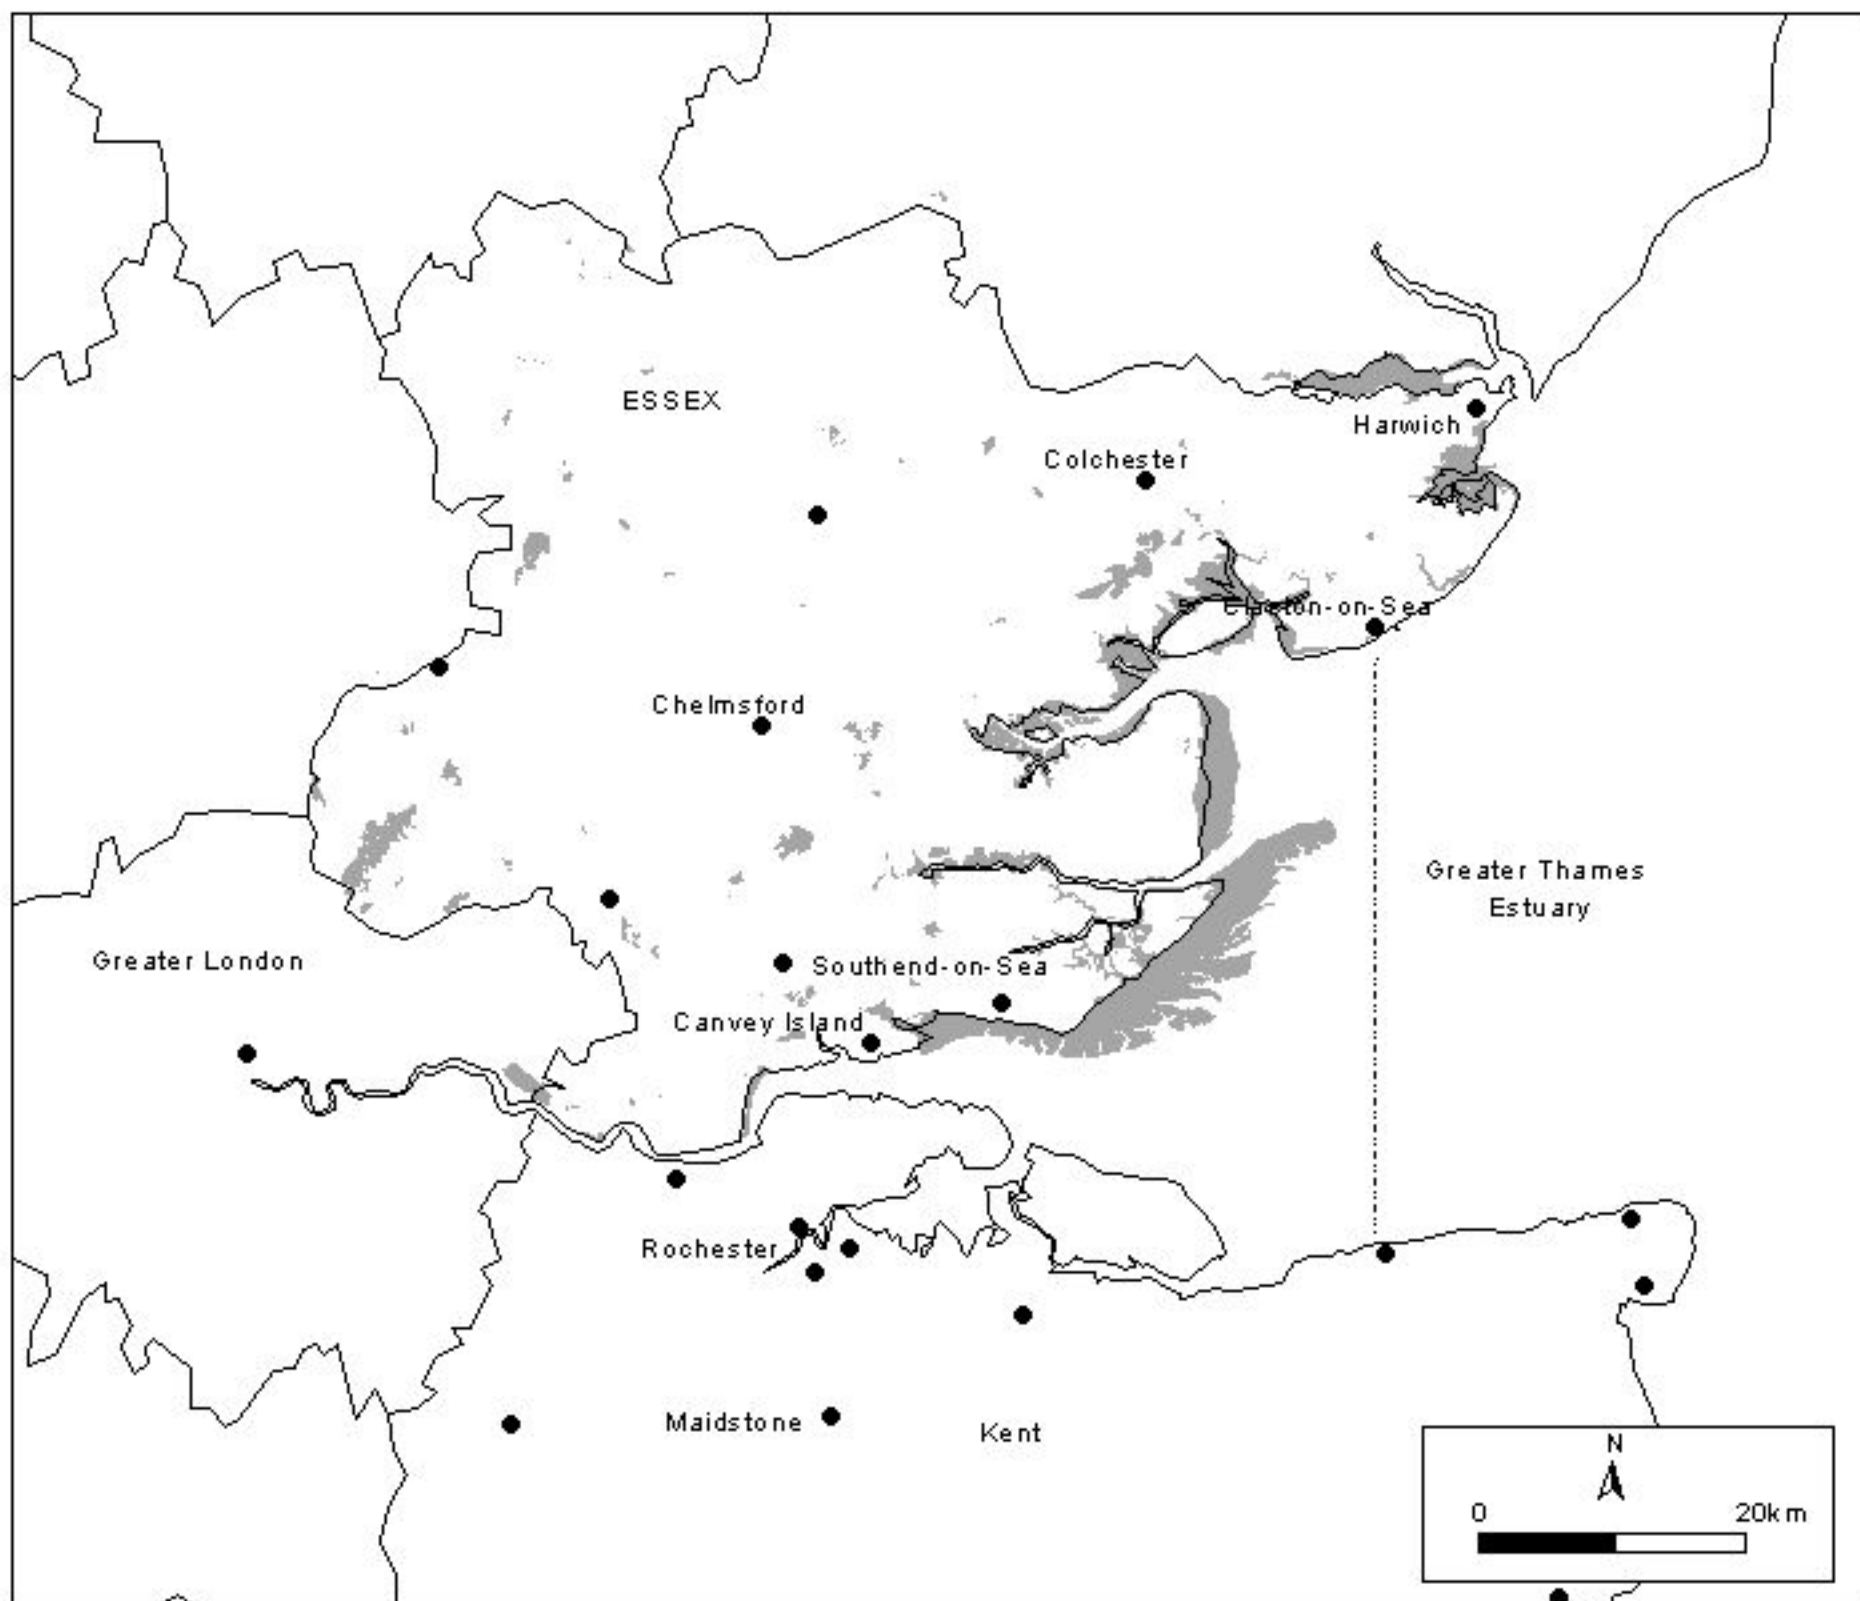 ESSEX
Harwich
Colchester
Clacton-on-Sea
Chelmsford
Greater Thames
Estuary
Greater London
Southend-on-Sea
Canvey Island
Rochester
Maidstone
Kent
N
0 20km